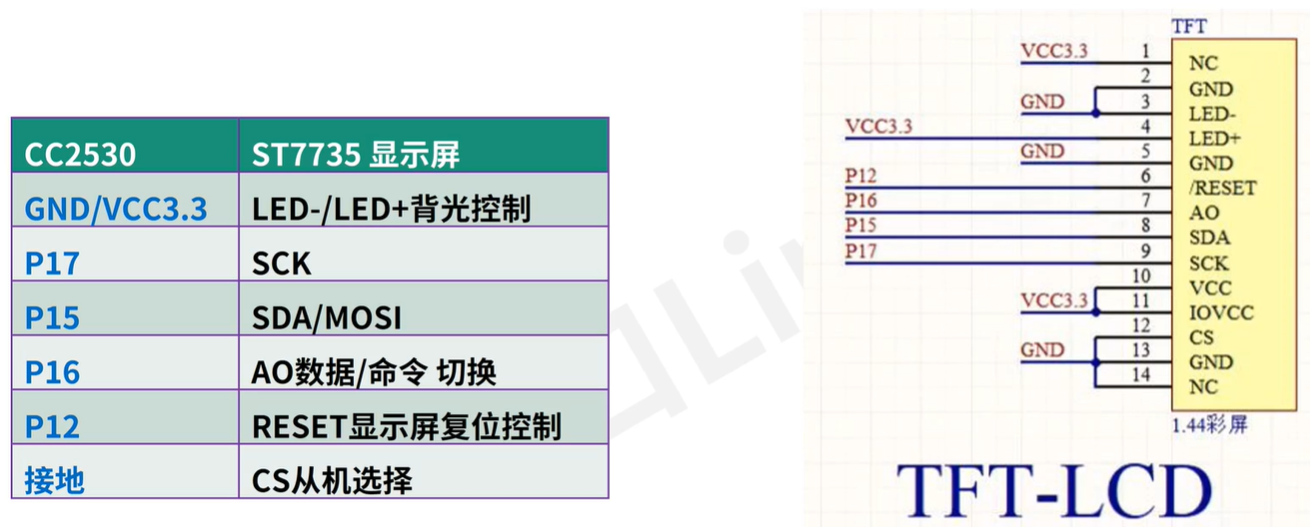 CC2530 ST7735 显示屏
GND/VCC3.3 LED-/LED+背光控制
P17 SCK
P15 SDA/MOSI
P16 AO数据/命令 切换
P12 RESET显示屏复位控制
接地 CS从机选择
TFT
VCC3.3 1 NC
2 GND
GND 3 LED-
VCC3.3 4 LED+
GND 5 GND
P12 6 /RESET
P16 7 AO
P15 8 SDA
P17 9 SCK
10 VCC
VCC3.3 11 IOVCC
12 CS
GND 13 GND
14 NC
1.44彩屏
TFT-LCD